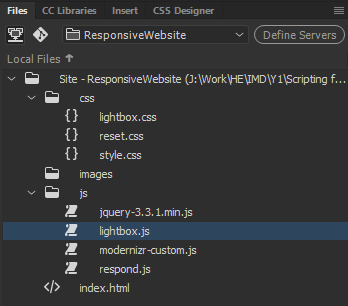 Files CC Libraries Insert CSS Designer
ResponsiveWebsite Define Servers
Local Files
Site - ResponsiveWebsite (J:\Work\HE\IMD\Y1\Scripting f...
css
lightbox.css
reset.css
style.css
images
js
jquery-3.3.1.min.js
lightbox.js
modernizr-custom.js
respond.js
index.html